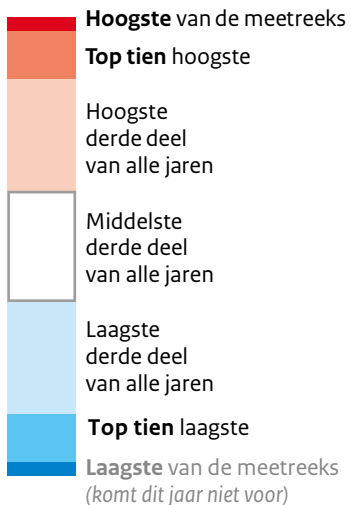 Hoogste van de meetreeks
Top tien hoogste
Hoogste
derde deel
van alle jaren
Middelste
derde deel
van alle jaren
Laagste
derde deel
van alle jaren
Top tien laagste
Laagste van de meetreeks
(komt dit jaar niet voor)